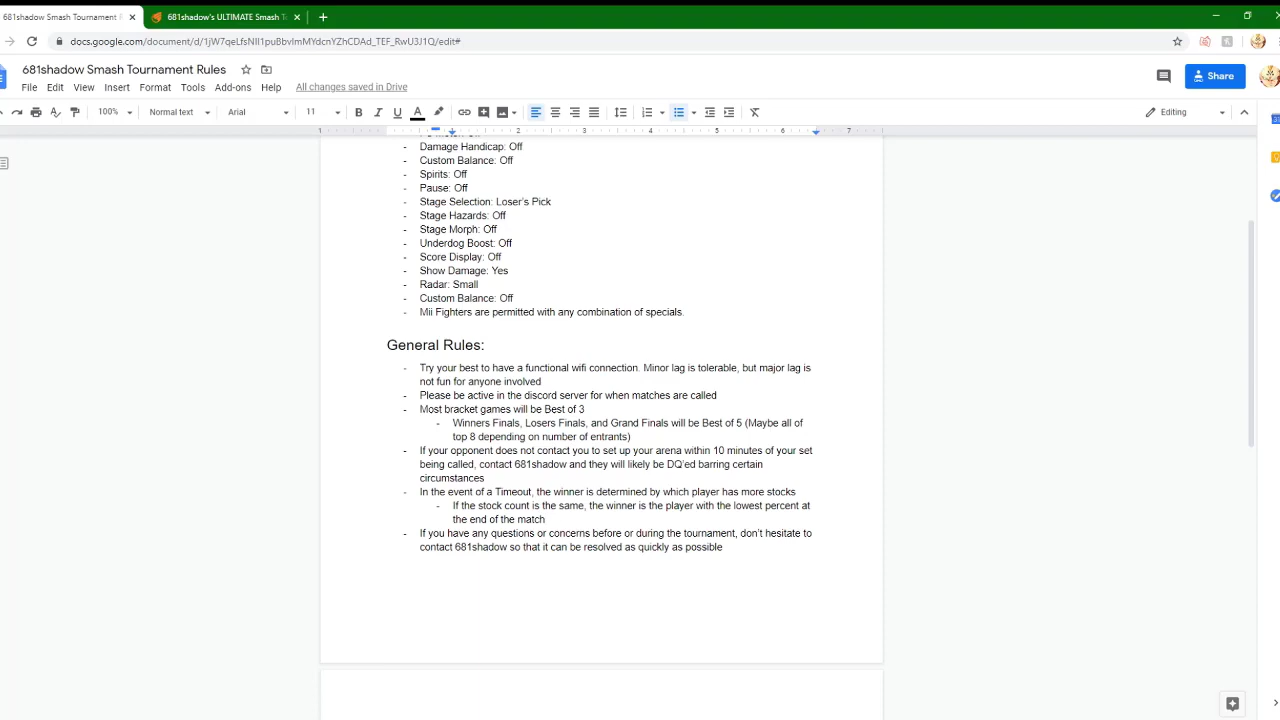 681shadow Smash Tournament R
681shadow's ULTIMATE Smash T
docs.google.com/document/d/1jW7qeLfsNII1puBbvImMYdcnYZhCDAd_TEF_RwU3J1Q/edit#
681shadow Smash Tournament Rules
File Edit View Insert Format Tools Add-ons Help All changes saved in Drive
Share
100% Normal text Arial 11 B I U A Editing
1 1 2 3 4 5 6 7
Damage Handicap: Off
- Custom Balance: Off
- Spirits: Off
- Pause: Off
- Stage Selection: Loser's Pick
- Stage Hazards: Off
- Stage Morph: Off
- Underdog Boost: Off
- Score Display: Off
- Show Damage: Yes
- Radar: Small
- Custom Balance: Off
- Mii Fighters are permitted with any combination of specials.
General Rules:
- Try your best to have a functional wifi connection. Minor lag is tolerable, but major lag is
not fun for anyone involved
- Please be active in the discord server for when matches are called
- Most bracket games will be Best of 3
- Winners Finals, Losers Finals, and Grand Finals will be Best of 5 (Maybe all of
top 8 depending on number of entrants)
- If your opponent does not contact you to set up your arena within 10 minutes of your set
being called, contact 681shadow and they will likely be DQ'ed barring certain
circumstances
- In the event of a Timeout, the winner is determined by which player has more stocks
- If the stock count is the same, the winner is the player with the lowest percent at
the end of the match
- If you have any questions or concerns before or during the tournament, don't hesitate to
contact 681shadow so that it can be resolved as quickly as possible